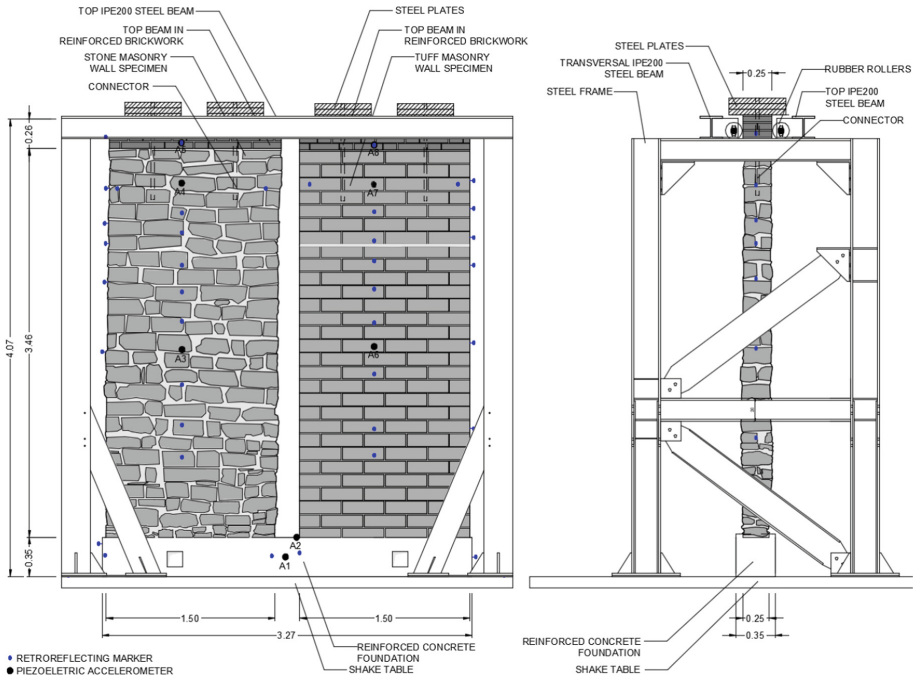 TOP IPE200 STEEL BEAM
TOP BEAM IN
REINFORCED BRICKWORK
STONE MASONRY
WALL SPECIMEN
CONNECTOR
STEEL PLATES
TOP BEAM IN
REINFORCED BRICKWORK
TUFF MASONRY
WALL SPECIMEN
A5
A8
A4
A7
A3
A6
A2
A1
0.26
3.46
4.07
0.35
1.50
1.50
3.27
REINFORCED CONCRETE
FOUNDATION
SHAKE TABLE
RETROREFLECTING MARKER
PIEZOELETRIC ACCELEROMETER
STEEL PLATES
TRANSVERSAL IPE200
STEEL BEAM
STEEL FRAME
0.25
RUBBER ROLLERS
TOP IPE200
STEEL BEAM
CONNECTOR
0.25
0.35
REINFORCED CONCRETE
FOUNDATION
SHAKE TABLE